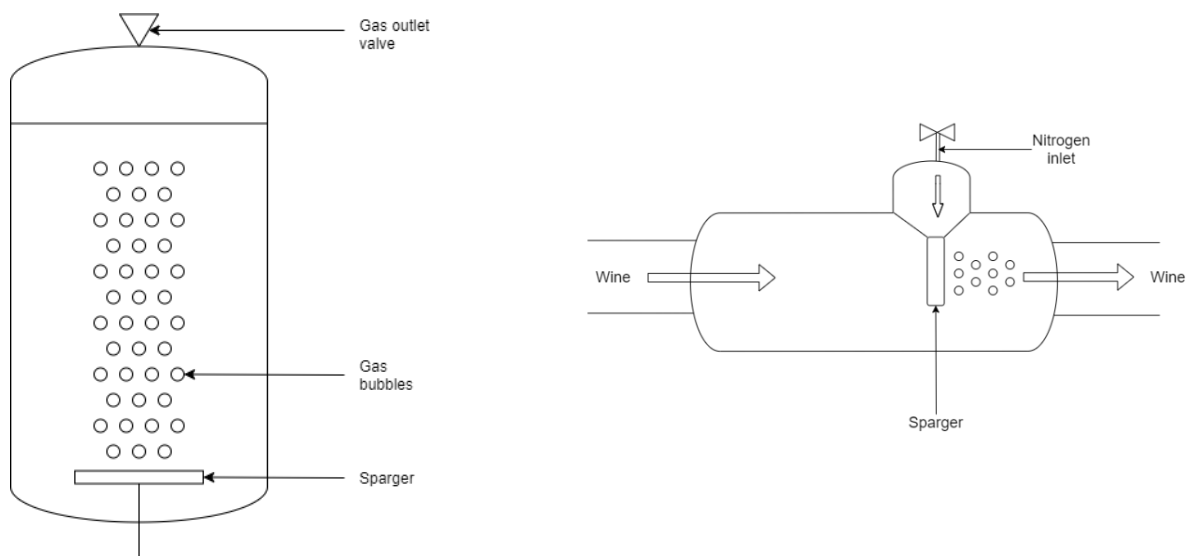 Gas outlet
valve
Gas
bubbles
Sparger
Nitrogen
inlet
Wine
Wine
Sparger